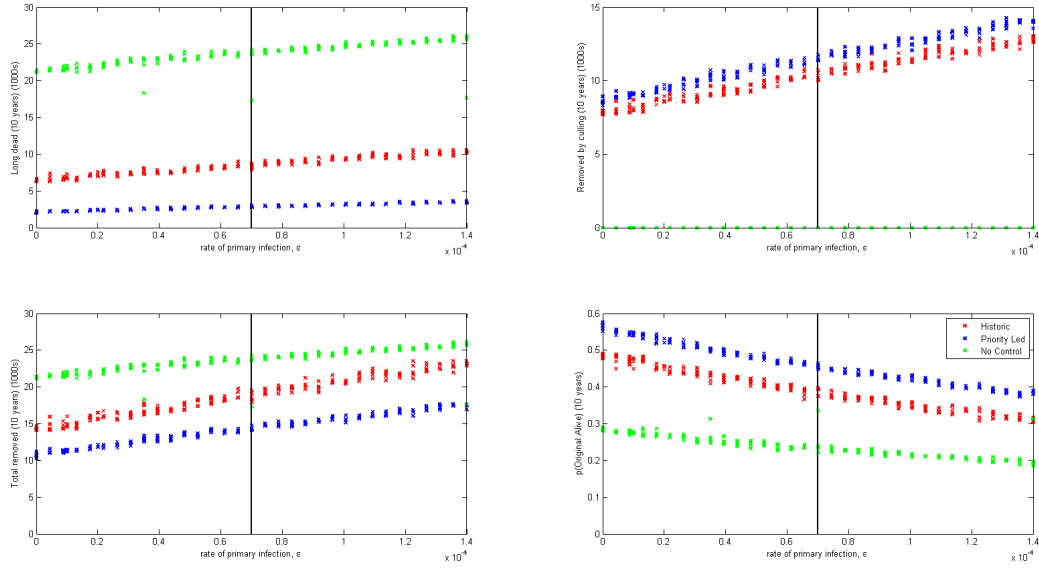 30
25
20
15
10
5
0
Long dead (10 years) (1000s)
0 0.2 0.4 0.6 0.8 1 1.2 1.4
rate of primary infection, ε
x 10⁻⁴
15
10
5
0
Removed by culling (10 years) (1000s)
0 0.2 0.4 0.6 0.8 1 1.2 1.4
rate of primary infection, ε
x 10⁻⁴
30
25
20
15
10
5
0
Total removed (10 years) (1000s)
0 0.2 0.4 0.6 0.8 1 1.2 1.4
rate of primary infection, ε
x 10⁻⁴
0.6
0.5
0.4
0.3
0.2
0.1
0
p(Original Alive) (10 years)
Historic
Priority Led
No Control
0 0.2 0.4 0.6 0.8 1 1.2 1.4
rate of primary infection, ε
x 10⁻⁴